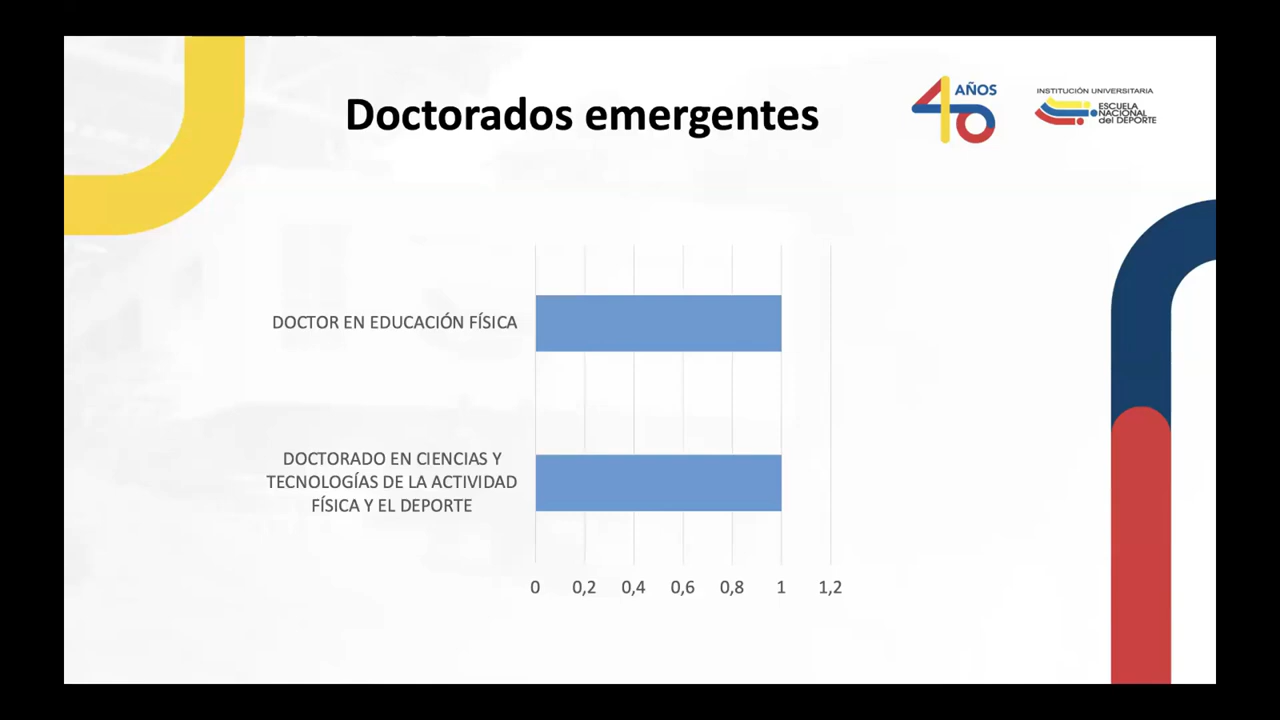 Doctorados emergentes
40 AÑOS
INSTITUCIÓN UNIVERSITARIA
ESCUELA
NACIONAL
del DEPORTE
DOCTOR EN EDUCACIÓN FÍSICA
DOCTORADO EN CIENCIAS Y
TECNOLOGÍAS DE LA ACTIVIDAD
FÍSICA Y EL DEPORTE
0 0,2 0,4 0,6 0,8 1 1,2